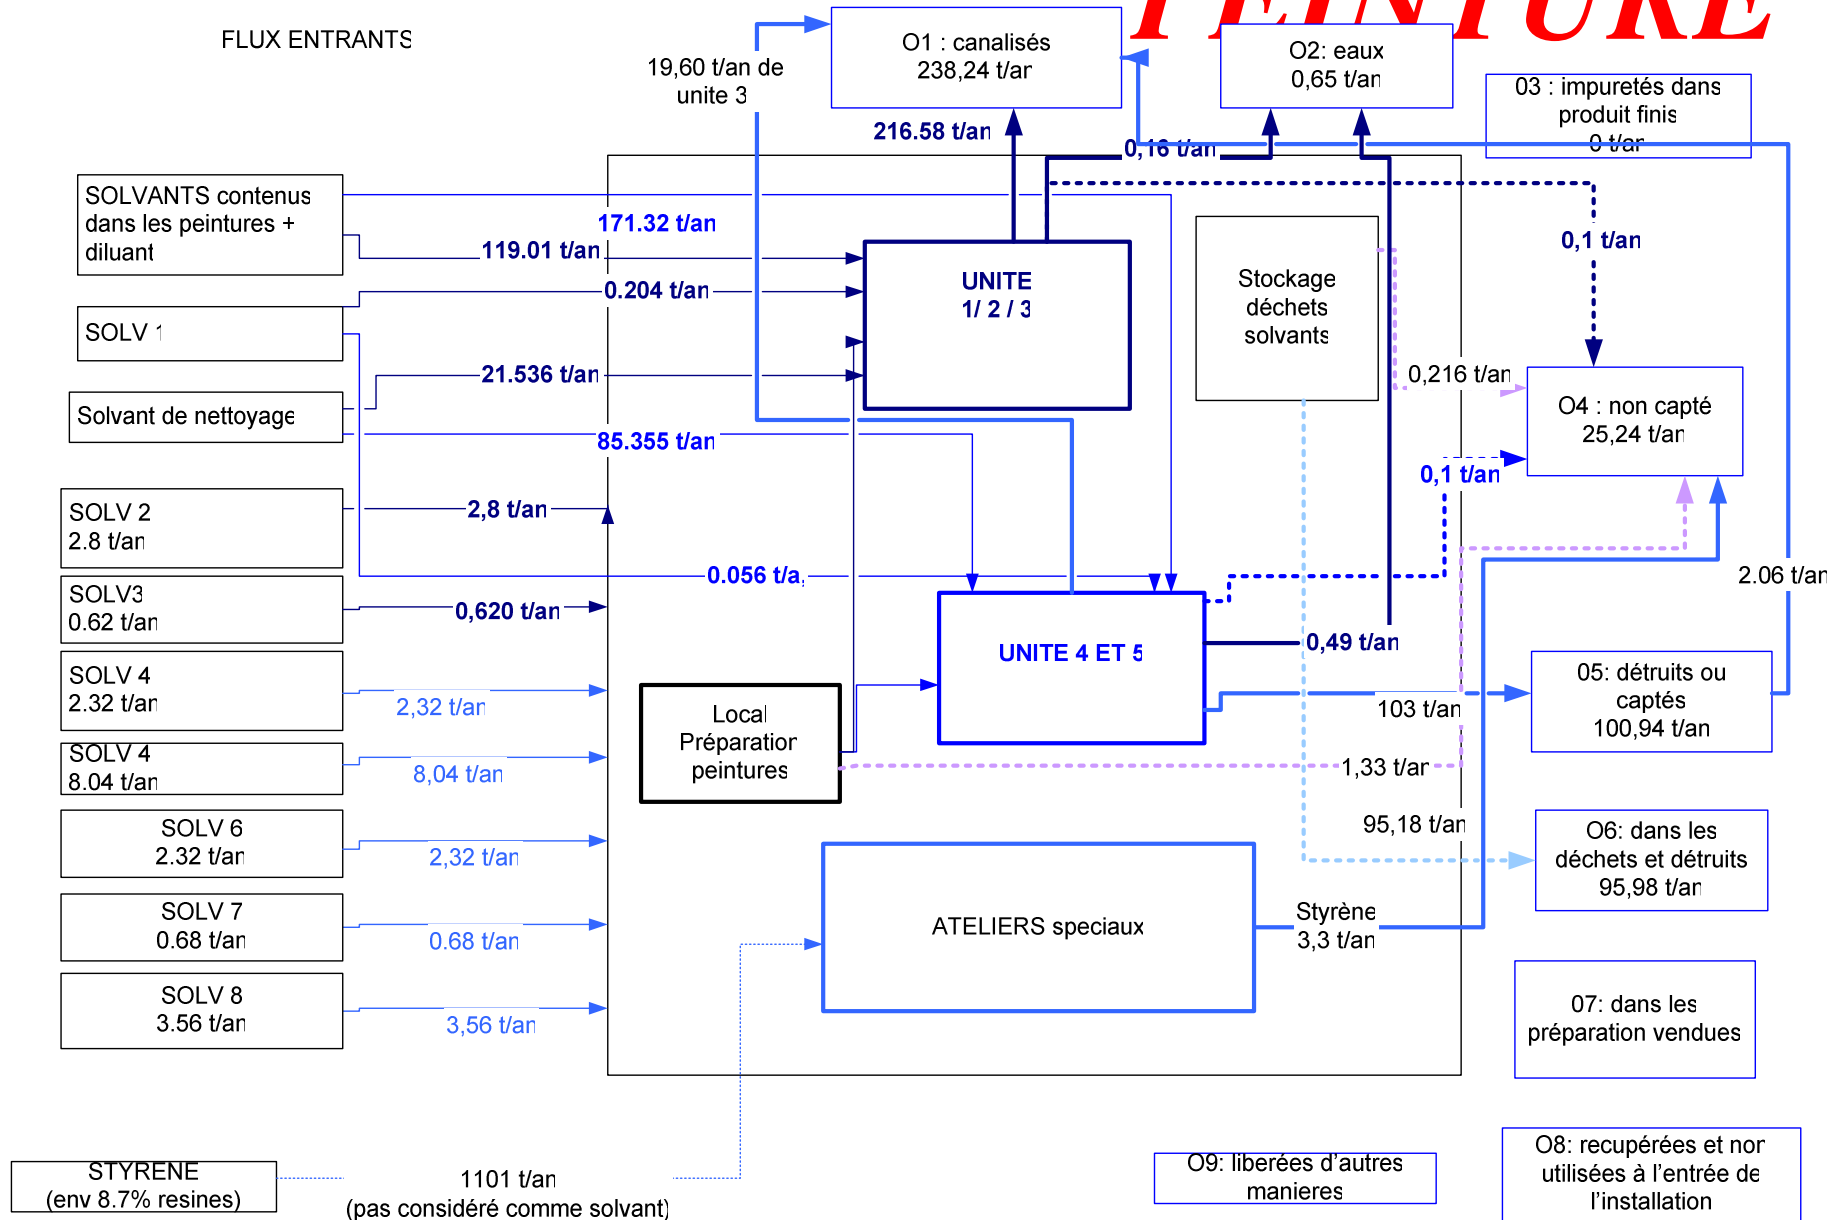 PEINTURE
FLUX ENTRANTS
19,60 t/an de
unite 3
O1 : canalisés
238,24 t/an
O2: eaux
0,65 t/an
03 : impuretés dans
produit finis
0 t/an
216.58 t/an
0,16 t/an
SOLVANTS contenus
dans les peintures +
diluant
171.32 t/an
119.01 t/an
0,1 t/an
UNITE
1/ 2 / 3
Stockage
déchets
solvants
0.204 t/an
SOLV 1
21.536 t/an
0,216 t/an
Solvant de nettoyage
O4 : non capté
25,24 t/an
85.355 t/an
0,1 t/an
SOLV 2
2.8 t/an
2,8 t/an
0.056 t/a,
2.06 t/an
SOLV3
0.62 t/an
0,620 t/an
UNITE 4 ET 5
0,49 t/an
SOLV 4
2.32 t/an
2,32 t/an
05: détruits ou
captés
100,94 t/an
103 t/an
Local
Préparation
peintures
SOLV 4
8.04 t/an
8,04 t/an
1,33 t/an
95,18 t/an
SOLV 6
2.32 t/an
2,32 t/an
O6: dans les
déchets et détruits
95,98 t/an
SOLV 7
0.68 t/an
0.68 t/an
ATELIERS speciaux
Styrène
3,3 t/an
SOLV 8
3.56 t/an
3,56 t/an
07: dans les
préparation vendues
STYRENE
(env 8.7% resines)
1101 t/an
(pas considéré comme solvant)
O9: liberées d’autres
manieres
O8: recupérées et non
utilisées à l’entrée de
l’installation